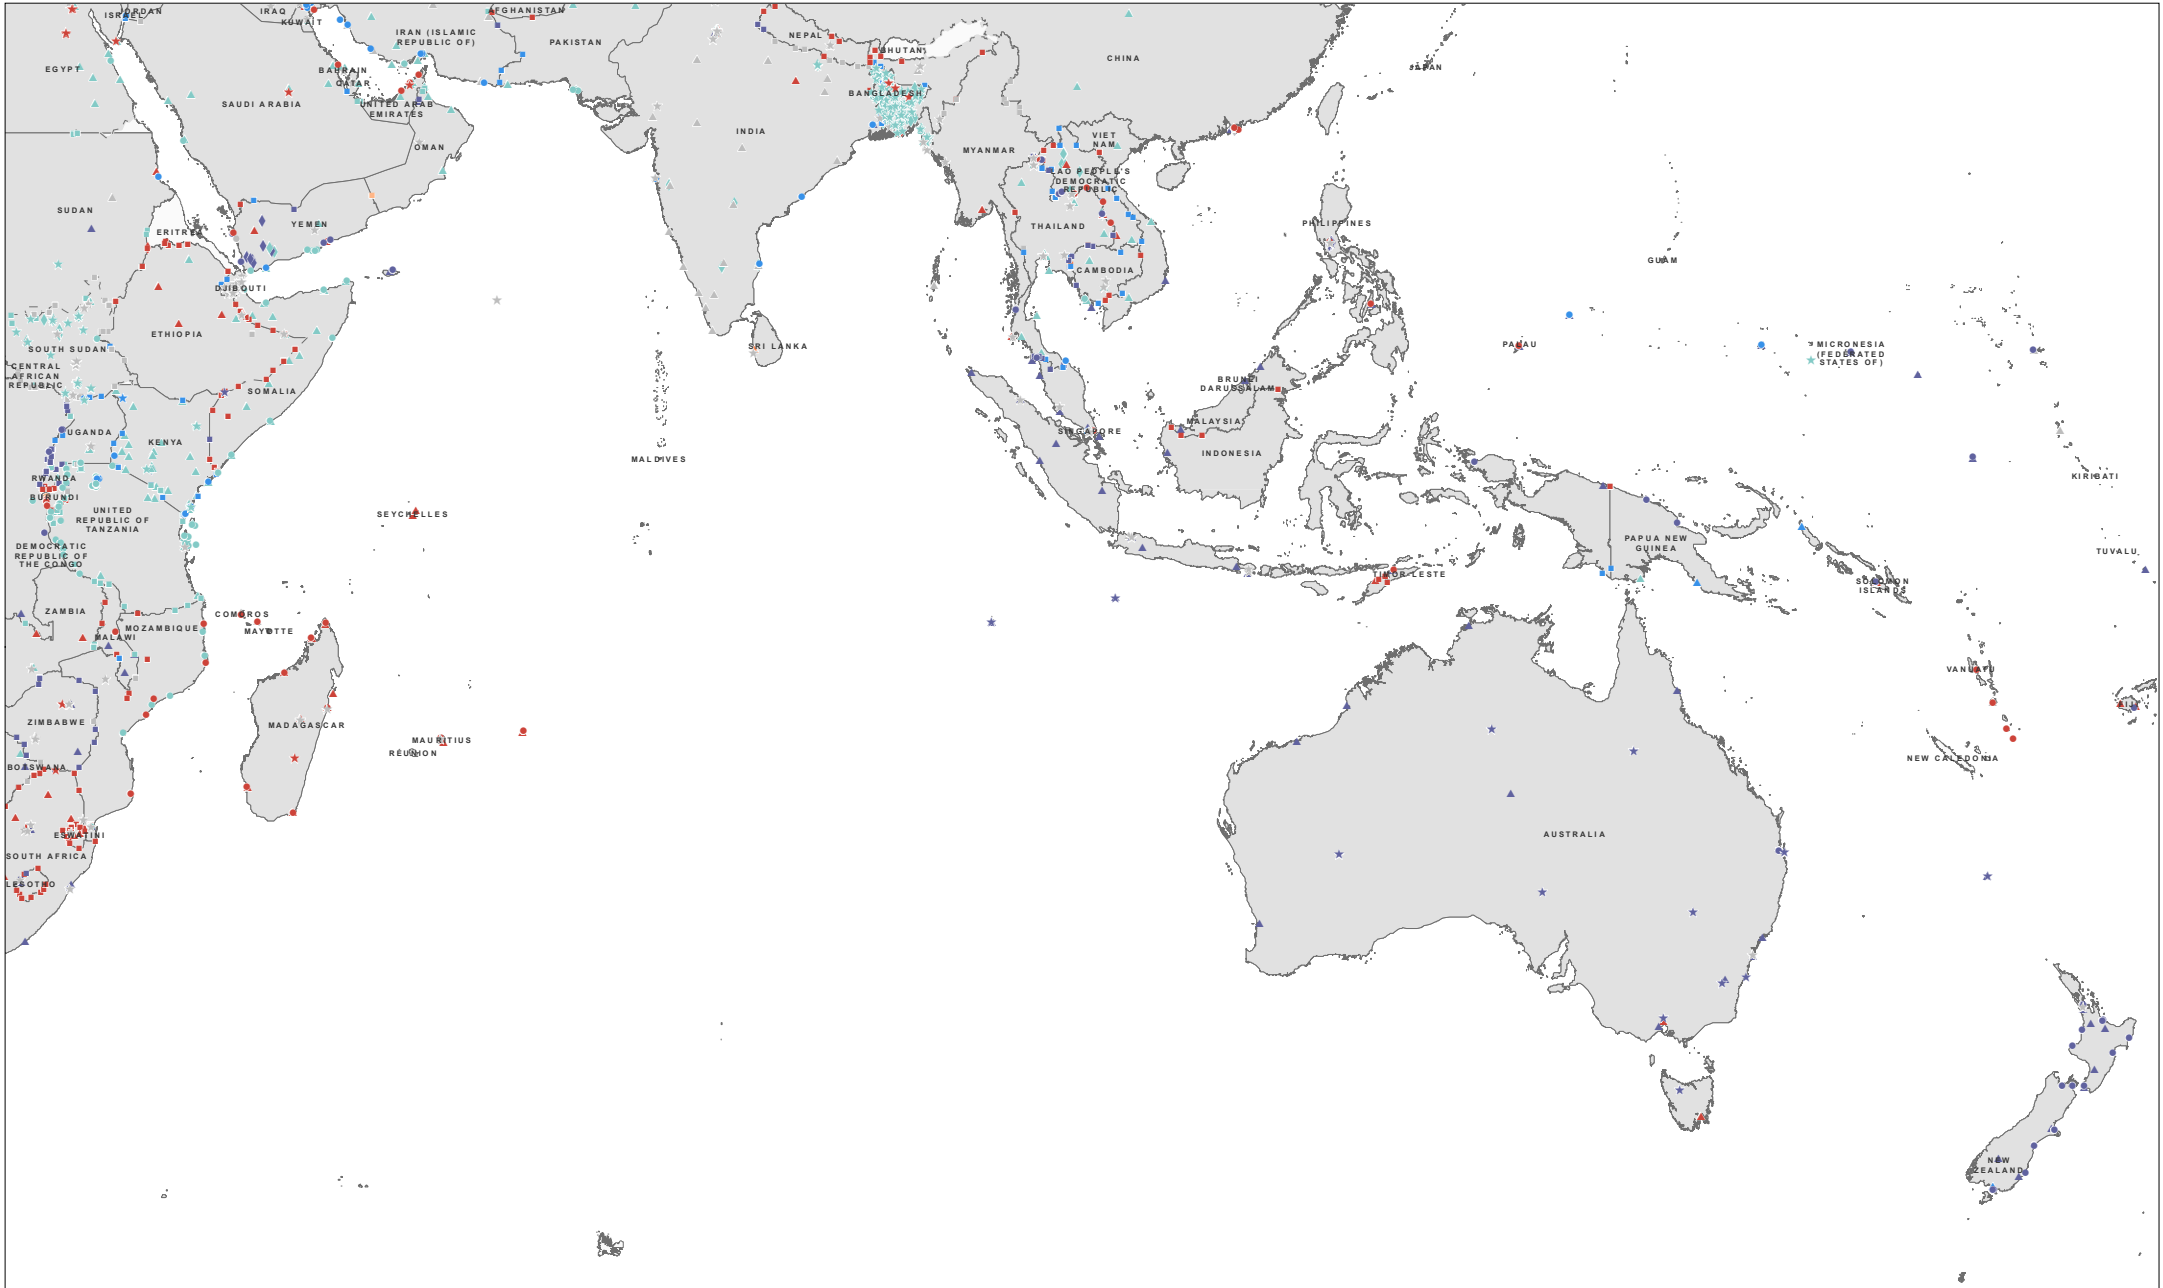 ISRAEL
JORDAN
IRAQ
KUWAIT
IRAN (ISLAMIC
REPUBLIC OF)
AFGHANISTAN
PAKISTAN
NEPAL
BHUTAN
CHINA
JAPAN
EGYPT
SAUDI ARABIA
BAHRAIN
QATAR
UNITED ARAB
EMIRATES
OMAN
INDIA
BANGLADESH
MYANMAR
VIET
NAM
LAO PEOPLE'S
DEMOCRATIC
REPUBLIC
SUDAN
ERITREA
YEMEN
THAILAND
PHILIPPINES
GUAM
DJIBOUTI
CAMBODIA
ETHIOPIA
SOUTH SUDAN
SRI LANKA
PALAU
MICRONESIA
(FEDERATED
STATES OF)
CENTRAL
AFRICAN
REPUBLIC
SOMALIA
BRUNEI
DARUSSALAM
UGANDA
KENYA
MALDIVES
SINGAPORE
MALAYSIA
INDONESIA
RWANDA
BURUNDI
KIRIBATI
UNITED
REPUBLIC OF
TANZANIA
SEYCHELLES
DEMOCRATIC
REPUBLIC OF
THE CONGO
PAPUA NEW
GUINEA
TUVALU
TIMOR-LESTE
SOLOMON
ISLANDS
ZAMBIA
COMOROS
MAYOTTE
MOZAMBIQUE
MALAWI
VANUATU
FIJI
ZIMBABWE
MADAGASCAR
MAURITIUS
RÉUNION
NEW CALEDONIA
BOTSWANA
AUSTRALIA
ESWATINI
SOUTH AFRICA
LESOTHO
NEW
ZEALAND